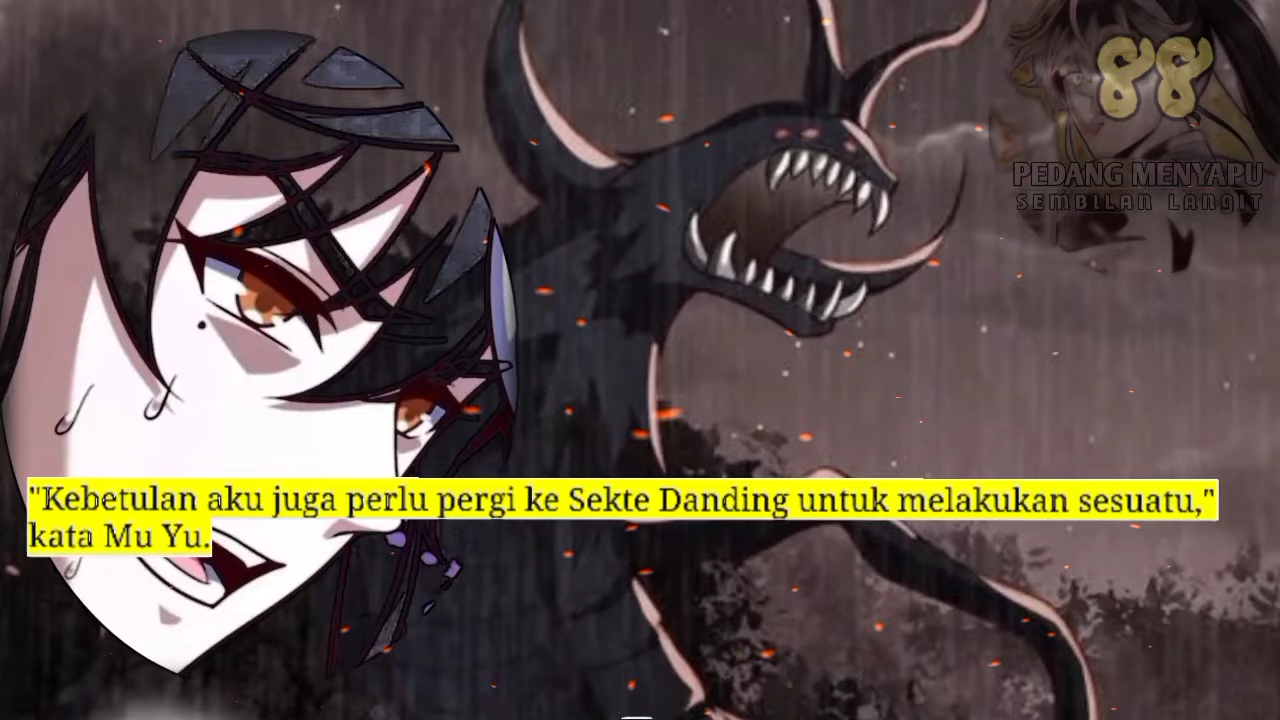 88
PEDANG MENYAPU
SEMBILAN LANGIT
"Kebetulan aku juga perlu pergi ke Sekte Danding untuk melakukan sesuatu,"
kata Mu Yu.